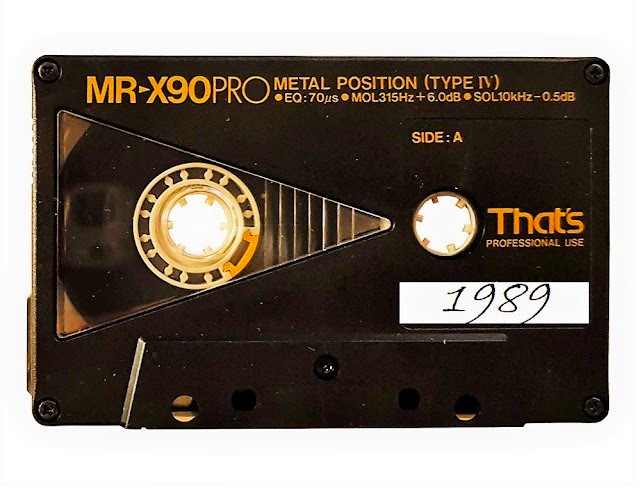 MR-X90PRO METAL POSITION (TYPE IV)
● EQ: 70μs ● MOL315Hz+6.0dB ● SOL10kHz-0.5dB
SIDE: A
That's
PROFESSIONAL USE
1989